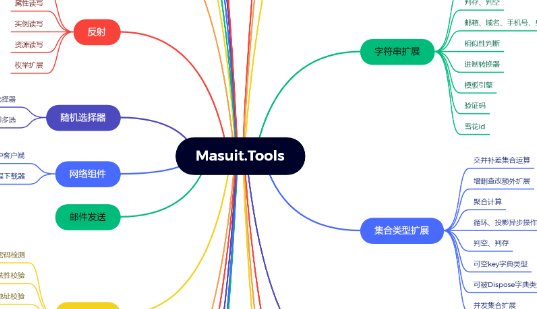 属性读写
反射
实例读写
资源读写
枚举扩展
随机选择器
网络组件
邮件发送
Masuit.Tools
字符串扩展
判存、判空
邮箱、域名、手机号、
相似性判断
进制转换器
模板引擎
验证码
雪花id
集合类型扩展
交并补差集合运算
增删查改额外扩展
聚合计算
循环、投影异步操作
判空、判存
可空key字典类型
可被Dispose字典类
并发集合扩展
选择器
多选
P客户端
下载器
码检测
性校验
址校验